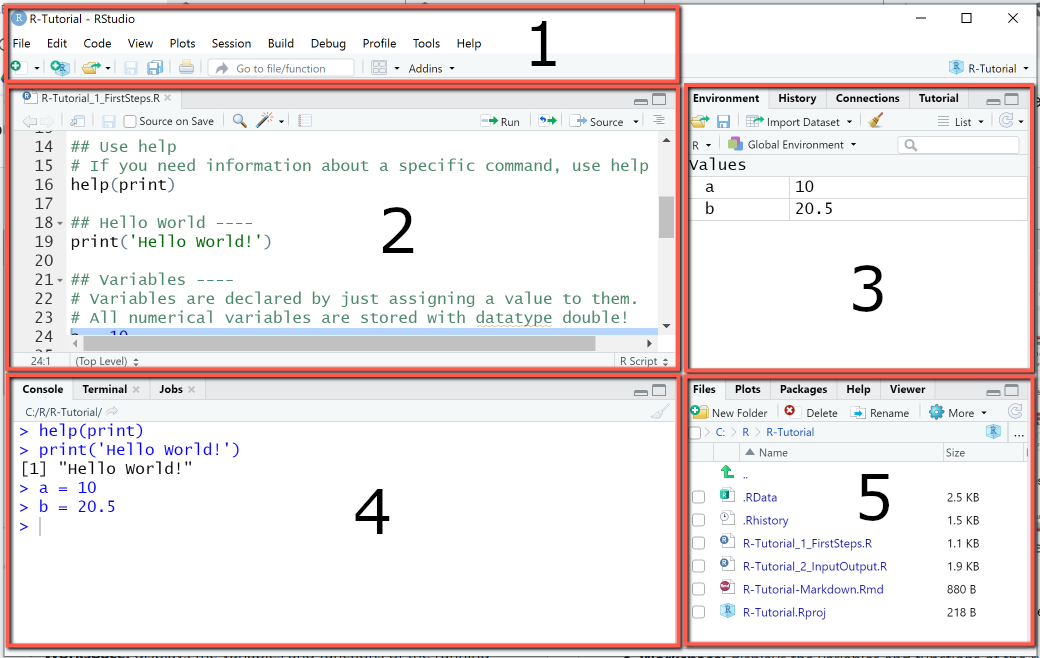 R-Tutorial - RStudio
File Edit Code View Plots Session Build Debug Profile Tools Help
Go to file/function
Addins
R-Tutorial
1
R-Tutorial_1_FirstSteps.R
Source on Save
Run
Source
14 ## Use help
15 # If you need information about a specific command, use help
16 help(print)
17
18 ## Hello World ----
19 print('Hello World!')
20
21 ## Variables ----
22 # Variables are declared by just assigning a value to them.
23 # All numerical variables are stored with datatype double!
24
24:1 (Top Level) R Script
2
Environment History Connections Tutorial
Import Dataset List
R Global Environment
Values
a 10
b 20.5
3
Console Terminal Jobs
C:/R/R-Tutorial/
> help(print)
> print('Hello World!')
[1] "Hello World!"
> a = 10
> b = 20.5
>
4
Files Plots Packages Help Viewer
New Folder Delete Rename More
C: R R-Tutorial ...
Name Size
..
.RData 2.5 KB
.Rhistory 1.5 KB
R-Tutorial_1_FirstSteps.R 1.1 KB
R-Tutorial_2_InputOutput.R 1.9 KB
R-Tutorial-Markdown.Rmd 880 B
R-Tutorial.Rproj 218 B
5